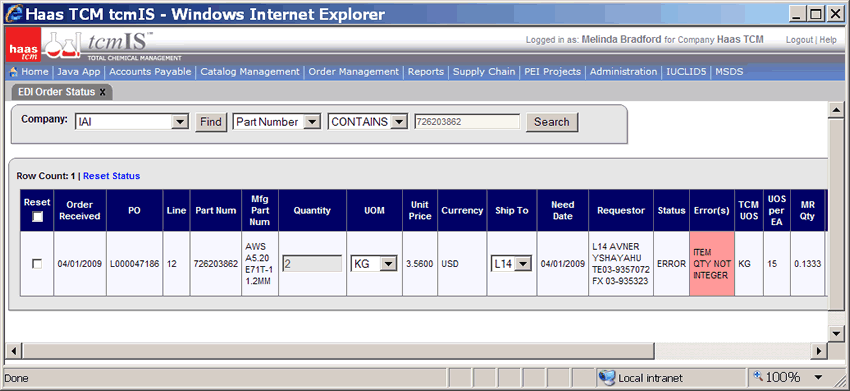 Haas TCM tcmIS - Windows Internet Explorer
haas tcm
tcmIS™
TOTAL CHEMICAL MANAGEMENT
Logged in as: Melinda Bradford for Company Haas TCM Logout | Help
Home | Java App | Accounts Payable | Catalog Management | Order Management | Reports | Supply Chain | PEI Projects | Administration | IUCLID5 | MSDS
EDI Order Status X
Company: IAI Find Part Number CONTAINS 726203862 Search
Row Count: 1 | Reset Status
Reset Order Received PO Line Part Num Mfg Part Num Quantity UOM Unit Price Currency Ship To Need Date Requestor Status Error(s) TCM UOS UOS per EA MR Qty
04/01/2009 L000047186 12 726203862 AWS A5.20 E71T-1 1.2MM 2 KG 3.5600 USD L14 04/01/2009 L14 AVNER YSHAYAHU TE03-9357072 FX 03-935323 ERROR ITEM QTY NOT INTEGER KG 15 0.1333
Done Local intranet 100%